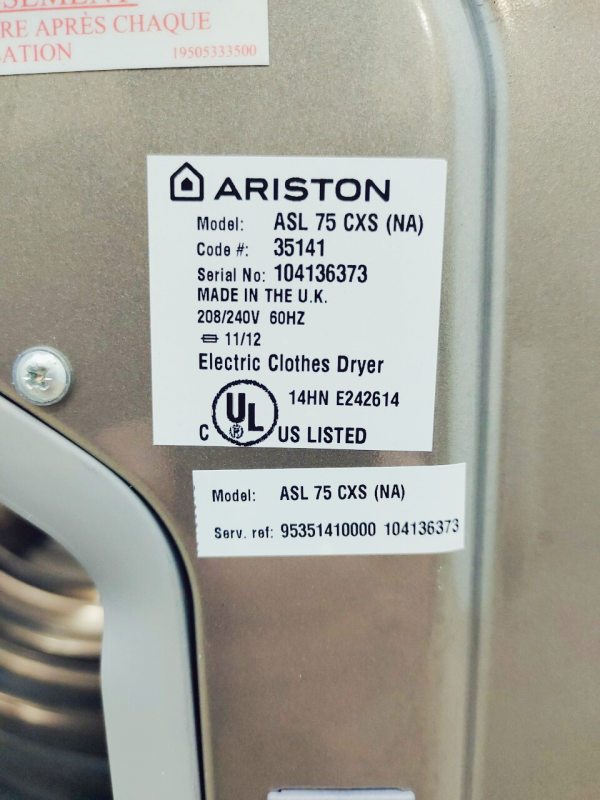 RE APRÈS CHAQUE
ATION
19505333500
ARISTON
Model: ASL 75 CXS (NA)
Code #: 35141
Serial No: 104136373
MADE IN THE U.K.
208/240V 60HZ
11/12
Electric Clothes Dryer
UL
14HN E242614
C US LISTED
Model: ASL 75 CXS (NA)
Serv. ref: 95351410000 104136373